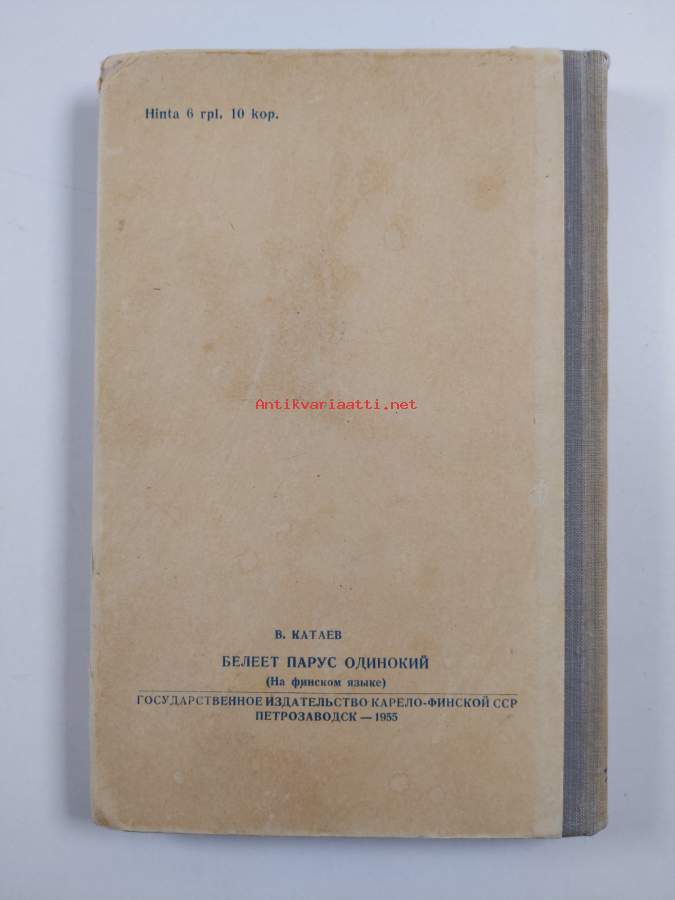 Hinta 6 rpl. 10 kop.
Antikvariaatti.net
В. КАТАЕВ
БЕЛЕЕТ ПАРУС ОДИНОКИЙ
(На финском языке)
ГОСУДАРСТВЕННОЕ ИЗДАТЕЛЬСТВО КАРЕЛО-ФИНСКОЙ ССР
ПЕТРОЗАВОДСК — 1955